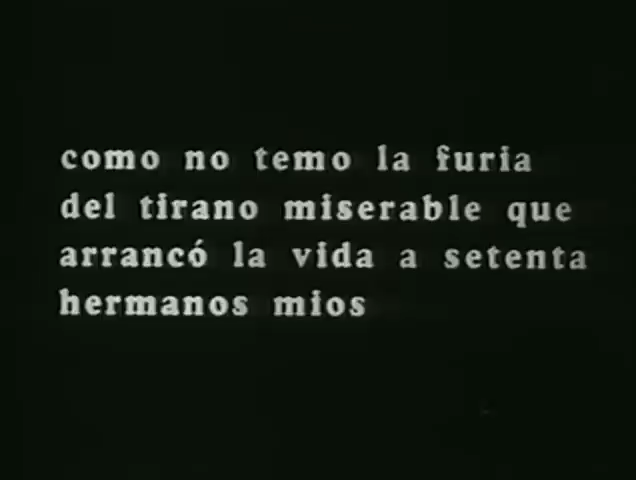 como no temo la furia
del tirano miserable que
arrancó la vida a setenta
hermanos mios